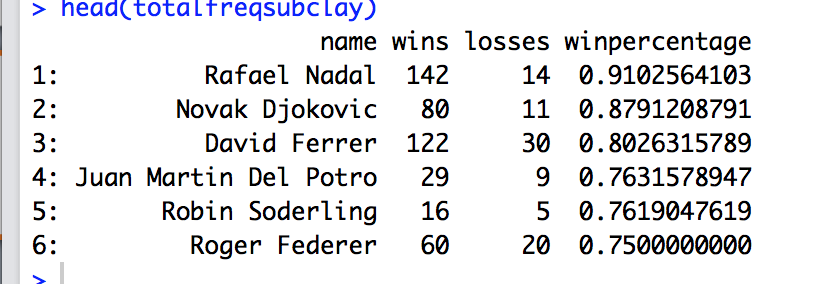 > head(totalfreqsubclay)
name wins losses winpercentage
1: Rafael Nadal 142 14 0.9102564103
2: Novak Djokovic 80 11 0.8791208791
3: David Ferrer 122 30 0.8026315789
4: Juan Martin Del Potro 29 9 0.7631578947
5: Robin Soderling 16 5 0.7619047619
6: Roger Federer 60 20 0.7500000000
>